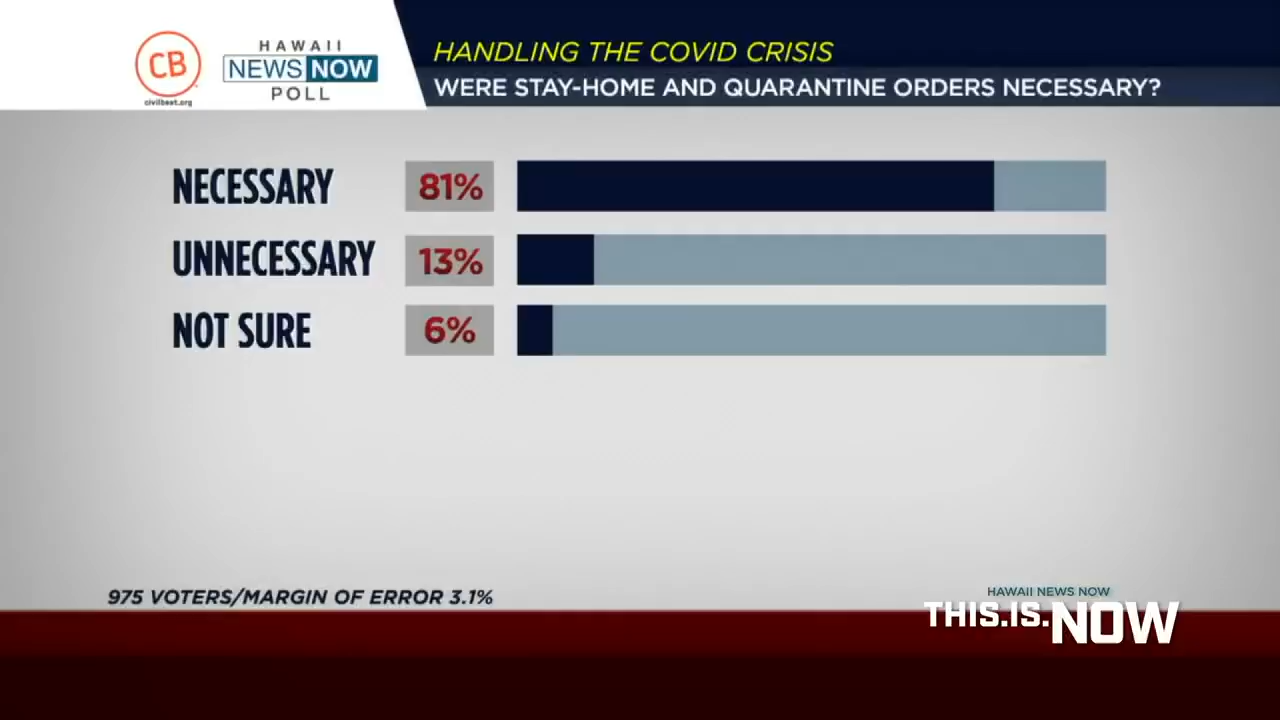 CB
civilbeat.org
HAWAII
NEWS NOW
POLL
HANDLING THE COVID CRISIS
WERE STAY-HOME AND QUARANTINE ORDERS NECESSARY?
NECESSARY 81%
UNNECESSARY 13%
NOT SURE 6%
975 VOTERS/MARGIN OF ERROR 3.1%
HAWAII NEWS NOW
THIS.IS.NOW